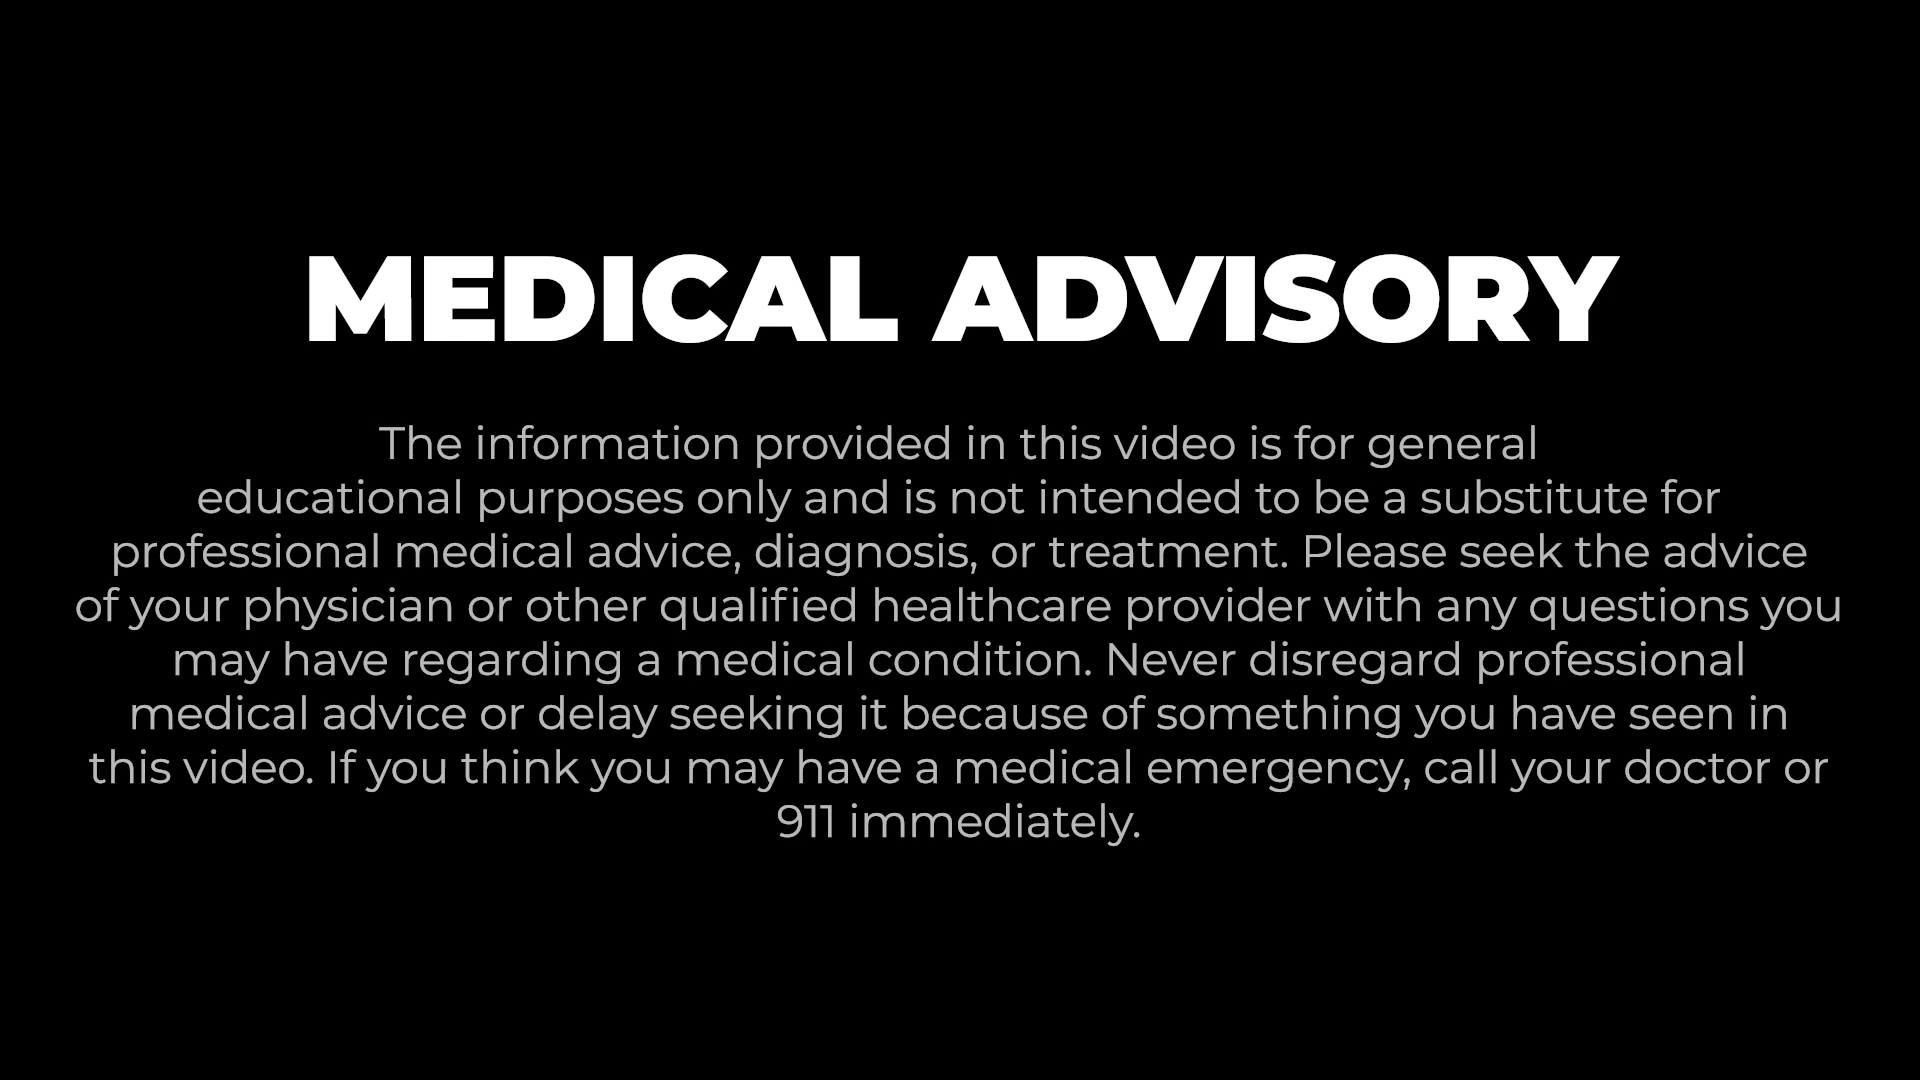 MEDICAL ADVISORY
The information provided in this video is for general
educational purposes only and is not intended to be a substitute for
professional medical advice, diagnosis, or treatment. Please seek the advice
of your physician or other qualified healthcare provider with any questions you
may have regarding a medical condition. Never disregard professional
medical advice or delay seeking it because of something you have seen in
this video. If you think you may have a medical emergency, call your doctor or
911 immediately.